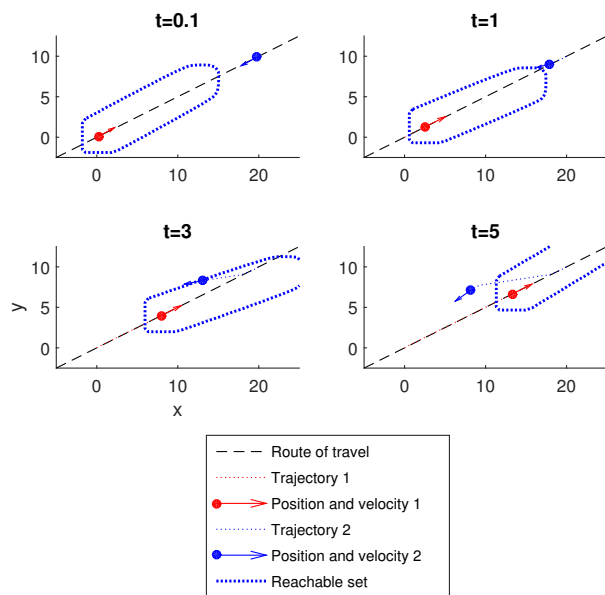 t=0.1
t=1
10
5
0
0
10
20
10
5
0
0
10
20
t=3
t=5
y
10
5
0
0
10
20
x
10
5
0
0
10
20
Route of travel
Trajectory 1
Position and velocity 1
Trajectory 2
Position and velocity 2
Reachable set